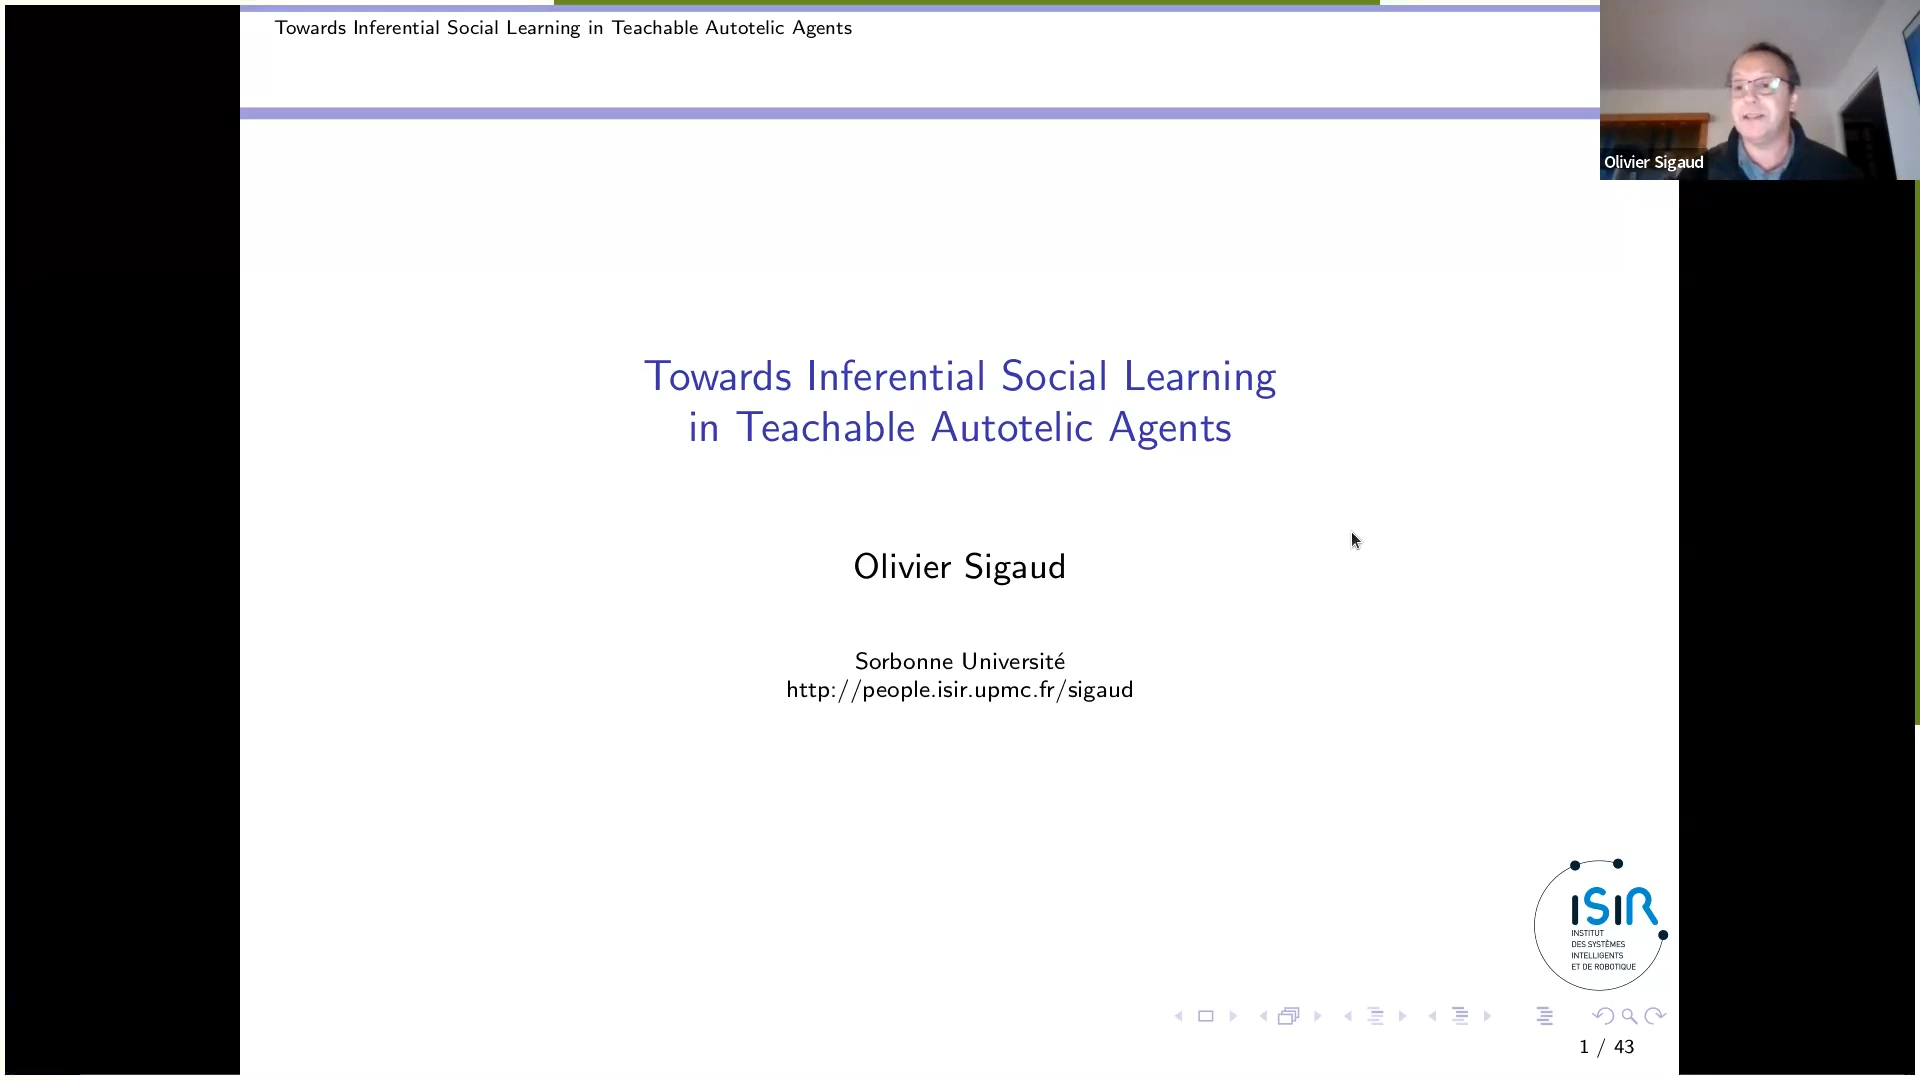 Towards Inferential Social Learning in Teachable Autotelic Agents
Olivier Sigaud
Towards Inferential Social Learning
in Teachable Autotelic Agents
Olivier Sigaud
Sorbonne Université
http://people.isir.upmc.fr/sigaud
ISIR
INSTITUT
DES SYSTÈMES
INTELLIGENTS
ET DE ROBOTIQUE
1 / 43